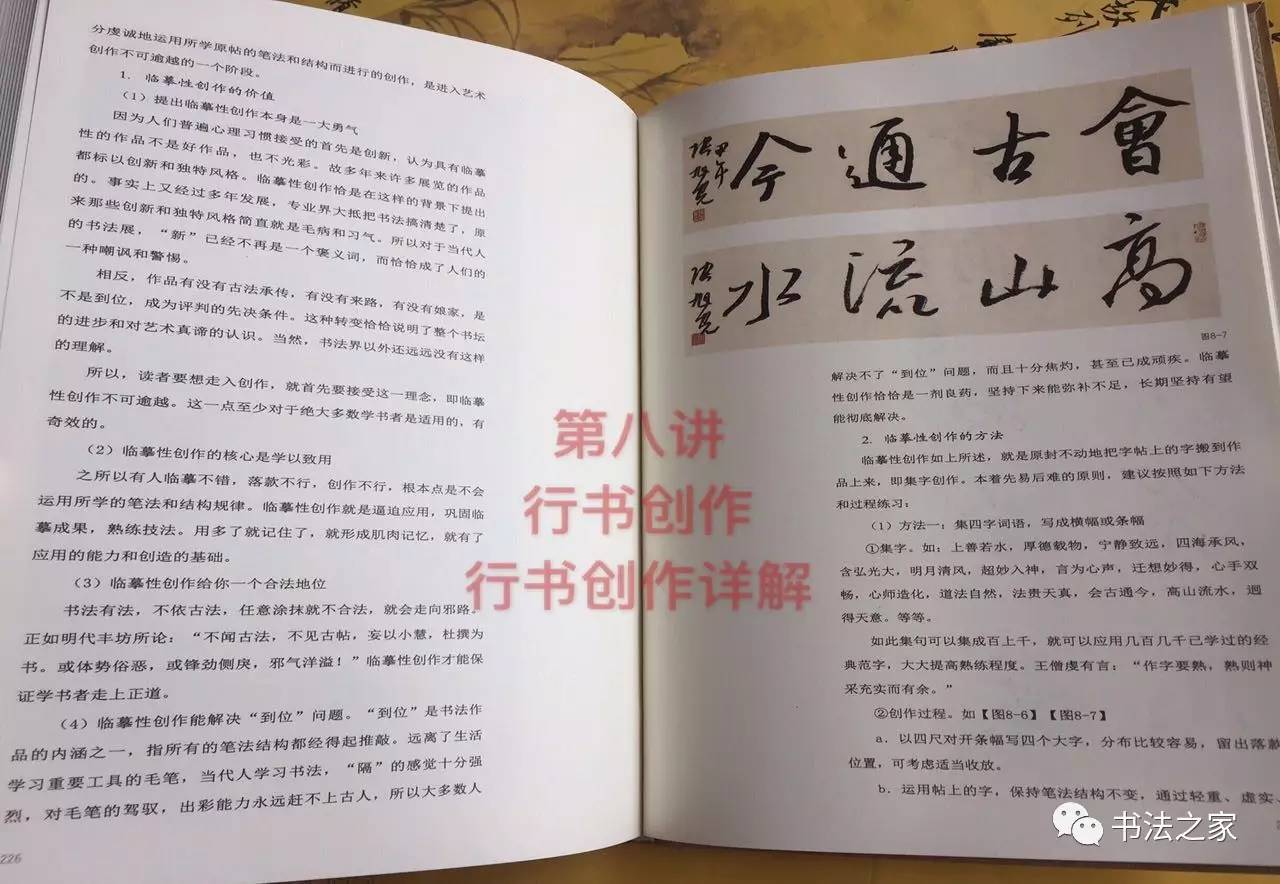 分虔诚地运用所学原帖的笔法和结构而进行的创作，是进入艺术
创作不可逾越的一个阶段。
1. 临摹性创作的价值
（1）提出临摹性创作本身是一大勇气
因为人们普遍心理习惯接受的首先是创新，认为具有临摹
性的作品不是好作品，也不光彩。故多年来许多展览的作品
都标以创新和独特风格。临摹性创作恰是在这样的背景下提出
的。事实上又经过多年发展，专业界大抵把书法搞清楚了，原
来那些创新和独特风格简直就是毛病和习气。所以对于当代人
的书法展，“新”已经不再是一个褒义词，而恰恰成了人们的
一种嘲讽和警惕。
相反，作品有没有古法承传，有没有来路，有没有娘家，是
不是到位，成为评判的先决条件。这种转变恰恰说明了整个书坛
的进步和对艺术真谛的认识。当然，书法界以外还远远没有这样
的理解。
所以，读者要想走入创作，就首先要接受这一理念，即临摹
性创作不可逾越。这一点至少对于绝大多数学书者是适用的，有
奇效的。
（2）临摹性创作的核心是学以致用
之所以有人临摹不错，落款不行，创作不行，根本点是不会
运用所学的笔法和结构规律。临摹性创作就是逼迫应用，巩固临
摹成果，熟练技法。用多了就记住了，就形成肌肉记忆，就有了
应用的能力和创造的基础。
（3）临摹性创作给你一个合法地位
书法有法，不依古法，任意涂抹就不合法，就会走向邪路。
正如明代丰坊所论：“不闻古法，不见古帖，妄以小慧，杜撰为
书。或体势俗恶，或锋劲侧戾，邪气洋溢！”临摹性创作才能保
证学书者走上正道。
（4）临摹性创作能解决“到位”问题。“到位”是书法作
品的内涵之一，指所有的笔法结构都经得起推敲。远离了生活
学习重要工具的毛笔，当代人学习书法，“隔”的感觉十分强
烈，对毛笔的驾驭，出彩能力永远赶不上古人，所以大多数人
226
會古通今
甲午
张旭光
高山流水
张旭光
图8-7
解决不了“到位”问题，而且十分焦灼，甚至已成顽疾。临摹
性创作恰恰是一剂良药，坚持下来能弥补不足，长期坚持有望
能彻底解决。
2. 临摹性创作的方法
临摹性创作如上所述，就是原封不动地把字帖上的字搬到作
品上来，即集字创作。本着先易后难的原则，建议按照如下方法
和过程练习：
（1）方法一：集四字词语，写成横幅或条幅
①集字。如：上善若水，厚德载物，宁静致远，四海承风，
含弘光大，明月清风，超妙入神，言为心声，迁想妙得，心手双
畅，心师造化，道法自然，法贵天真，会古通今，高山流水，迥
得天意。等等。
如此集句可以集成百上千，就可以应用几百几千已学过的经
典范字，大大提高熟练程度。王僧虔有言：“作字要熟，熟则神
采充实而有余。”
②创作过程。如【图8-6】【图8-7】
a．以四尺对开条幅写四个大字，分布比较容易，留出落款
位置，可考虑适当收放。
b．运用帖上的字，保持笔法结构不变，通过轻重、虚实、
第八讲
行书创作
行书创作详解
书法之家